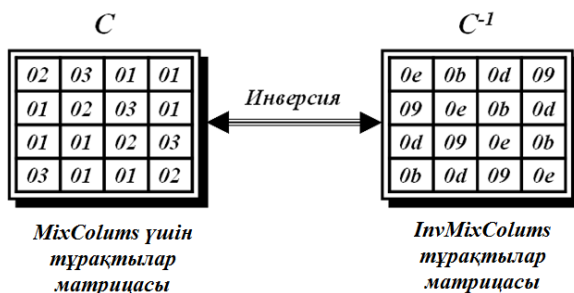 C
C-1
02 03 01 01
01 02 03 01
01 01 02 03
03 01 01 02
Инверсия
0e 0b 0d 09
09 0e 0b 0d
0d 09 0e 0b
0b 0d 09 0e
MixColums үшін
тұрақтылар
матрицасы
InvMixColums
тұрақтылар
матрицасы